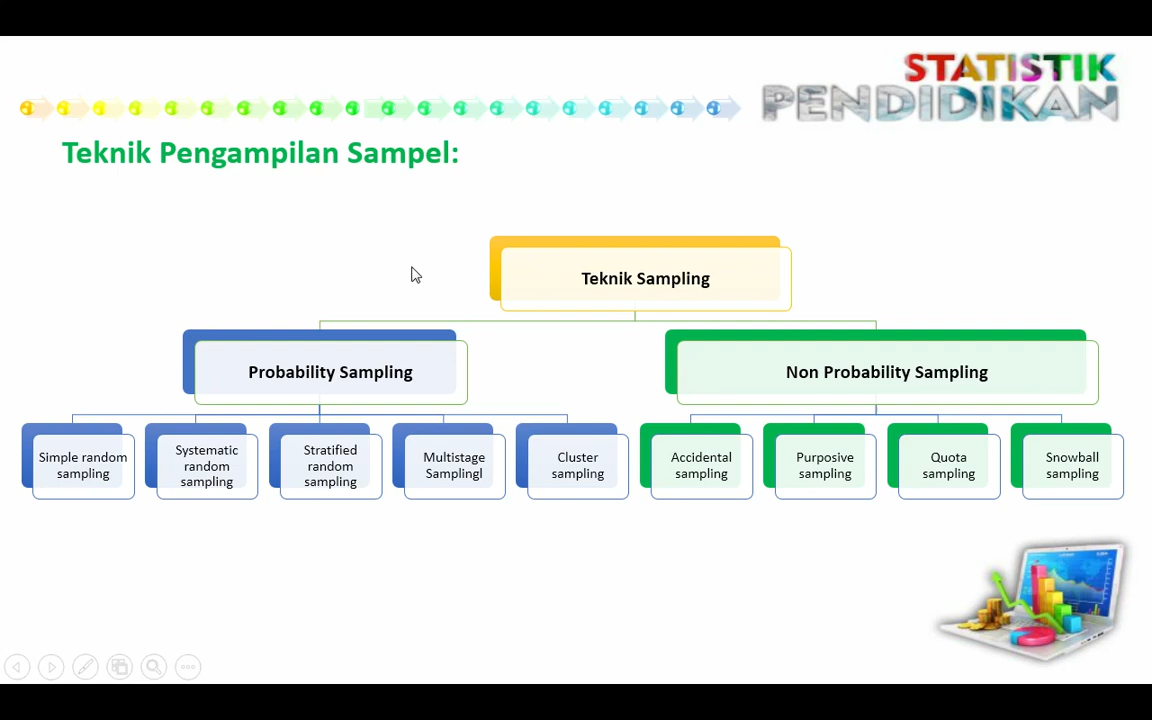 STATISTIK
PENDIDIKAN
Teknik Pengampilan Sampel:
Teknik Sampling
Probability Sampling
Non Probability Sampling
Simple random
sampling
Systematic
random
sampling
Stratified
random
sampling
Multistage
Samplingl
Cluster
sampling
Accidental
sampling
Purposive
sampling
Quota
sampling
Snowball
sampling